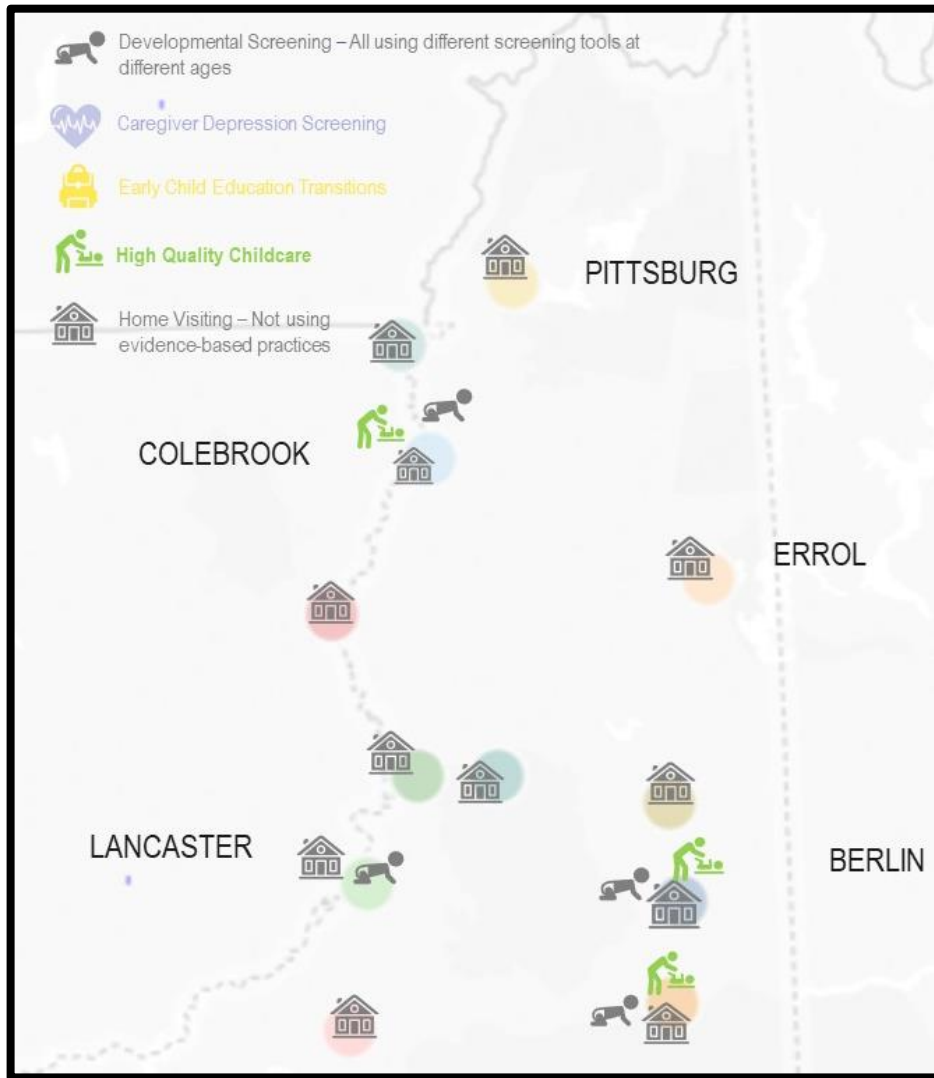 Developmental Screening – All using different screening tools at
different ages
Caregiver Depression Screening
Early Child Education Transitions
High Quality Childcare
Home Visiting – Not using
evidence-based practices
PITTSBURG
COLEBROOK
ERROL
LANCASTER
BERLIN